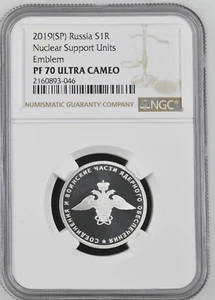 2019(SP) Russia S1R
Nuclear Support Units
Emblem
PF 70 ULTRA CAMEO
2160893-046
NUMISMATIC GUARANTY COMPANY
NGC
СОЕДИНЕНИЯ И ВОИНСКИЕ ЧАСТИ ЯДЕРНОГО ОБЕСПЕЧЕНИЯ